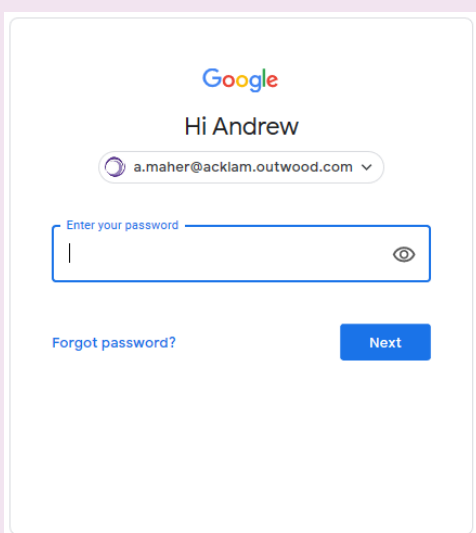 Google
Hi Andrew
a.maher@acklam.outwood.com
Enter your password
Forgot password?
Next